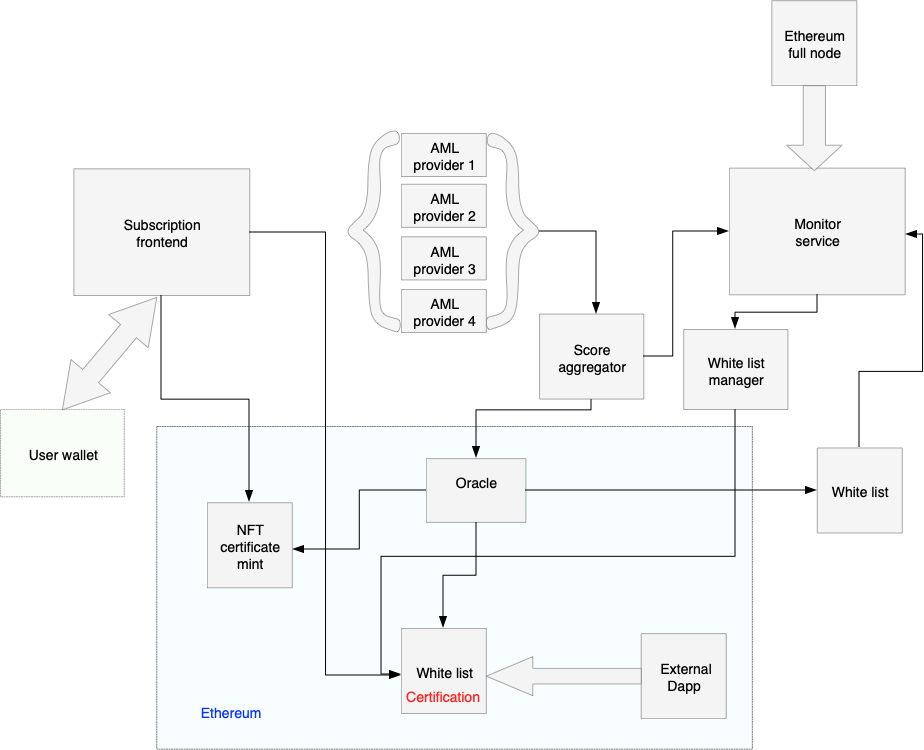 Ethereum
full node
AML
provider 1
AML
provider 2
AML
provider 3
AML
provider 4
Subscription
frontend
Monitor
service
Score
aggregator
White list
manager
User wallet
Oracle
White list
NFT
certificate
mint
White list
Certification
External
Dapp
Ethereum